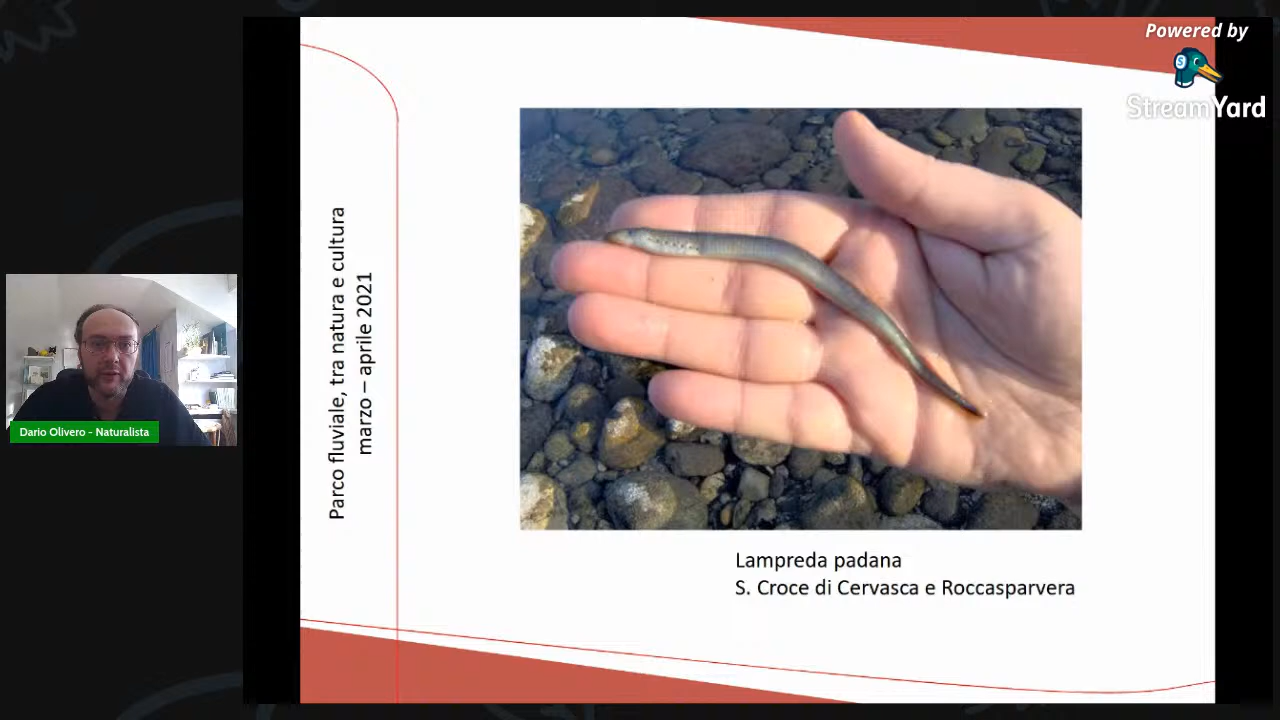 Powered by
StreamYard
Parco fluviale, tra natura e cultura
marzo – aprile 2021
Dario Olivero - Naturalista
Lampreda padana
S. Croce di Cervasca e Roccasparvera